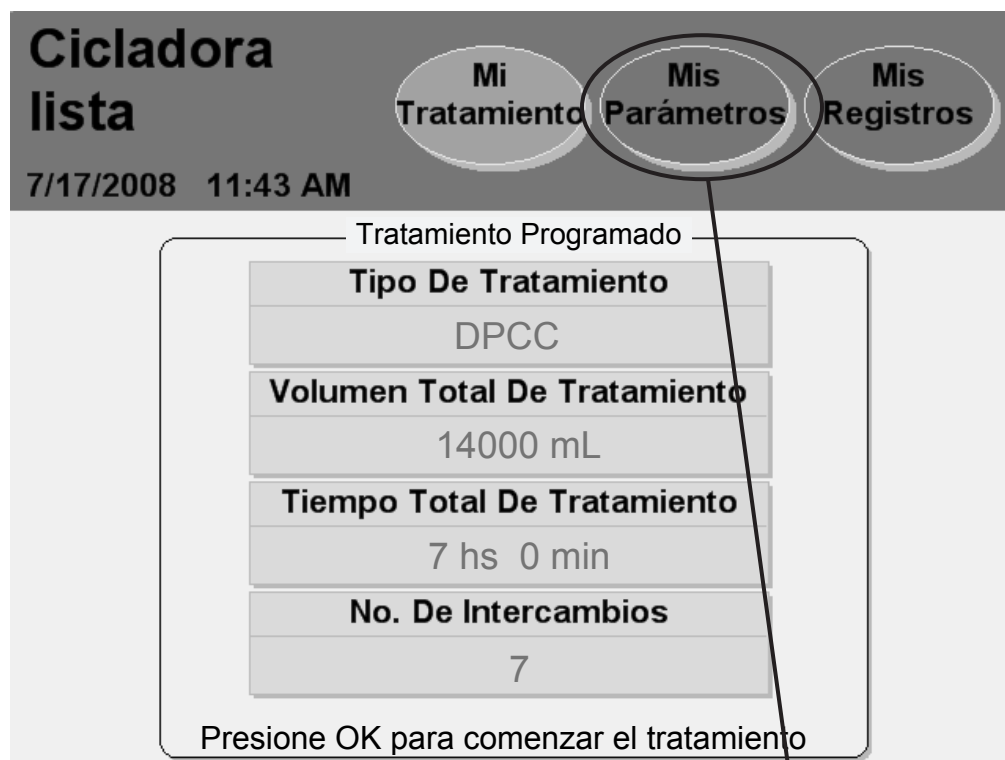 Cicladora
lista
7/17/2008 11:43 AM
Mi
Tratamiento
Mis
Parámetros
Mis
Registros
Tratamiento Programado
Tipo De Tratamiento
DPCC
Volumen Total De Tratamiento
14000 mL
Tiempo Total De Tratamiento
7 hs 0 min
No. De Intercambios
7
Presione OK para comenzar el tratamiento